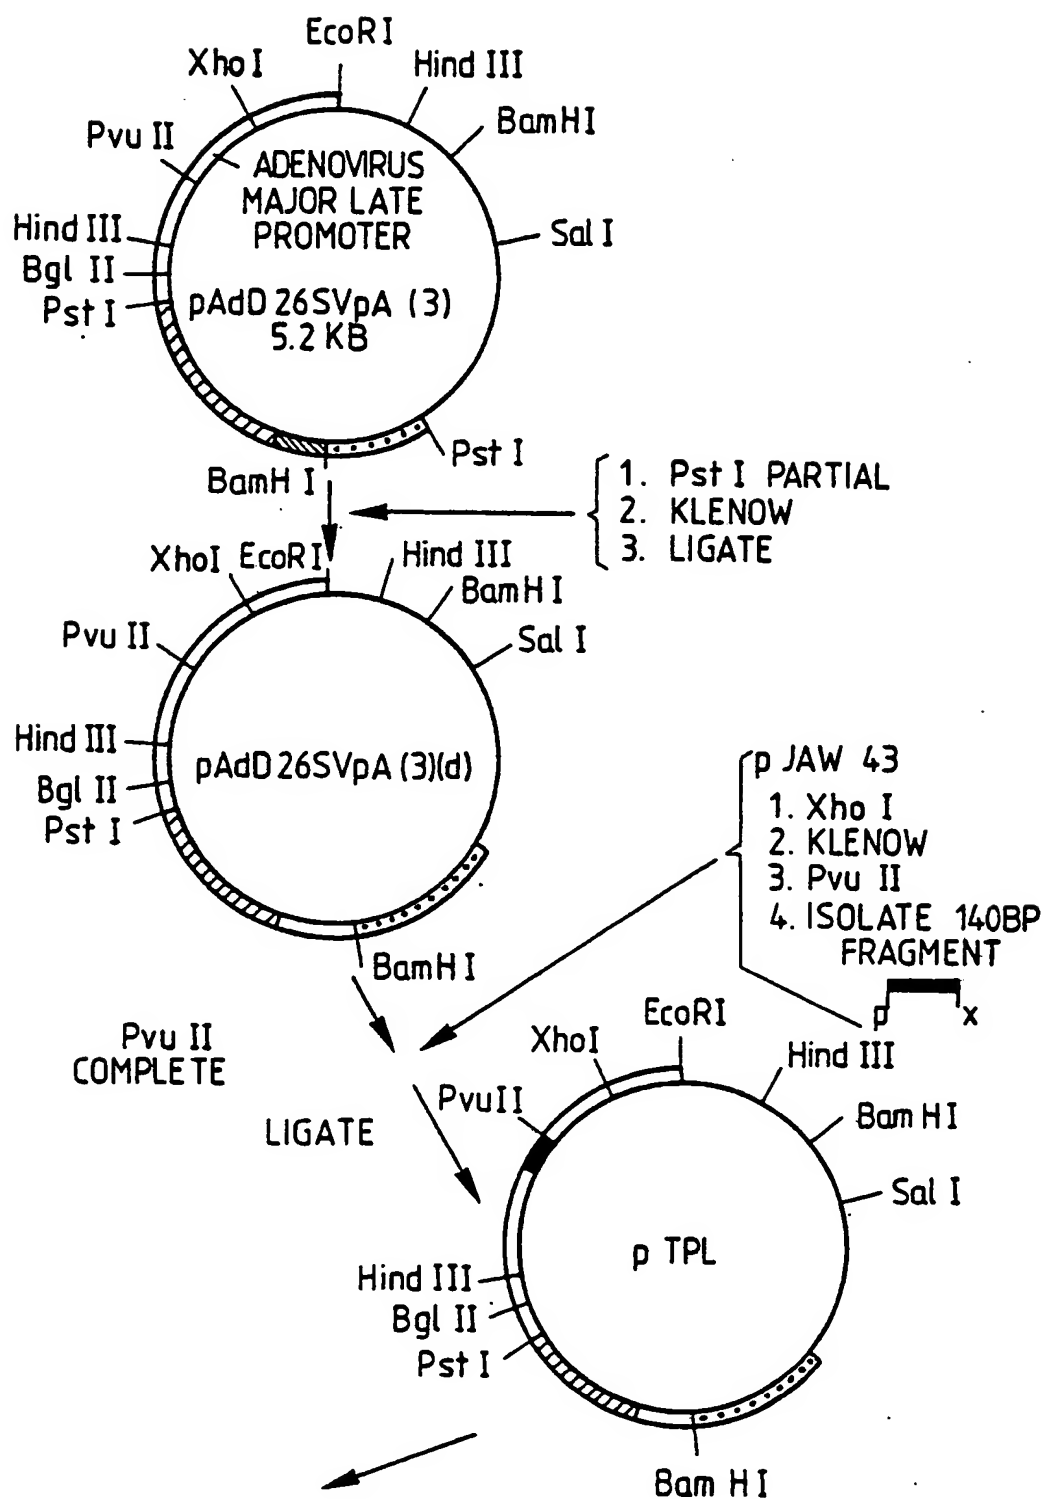 EcoRI
XhoI
Hind III
BamHI
Pvu II
ADENOVIRUS
MAJOR LATE
PROMOTER
Hind III
Sal I
Bgl II
Pst I
pAdD 26SVpA (3)
5.2 KB
Pst I
BamH I
1. Pst I PARTIAL
2. KLENOW
3. LIGATE
XhoI EcoRI
Hind III
BamHI
Pvu II
Sal I
Hind III
Bgl II
Pst I
pAdD 26SVpA (3)(d)
p JAW 43
1. Xho I
2. KLENOW
3. Pvu II
4. ISOLATE 140BP
FRAGMENT
p x
BamHI
Pvu II
COMPLETE
LIGATE
EcoRI
XhoI
Hind III
PvuII
Bam HI
Sal I
p TPL
Hind III
Bgl II
Pst I
Bam HI